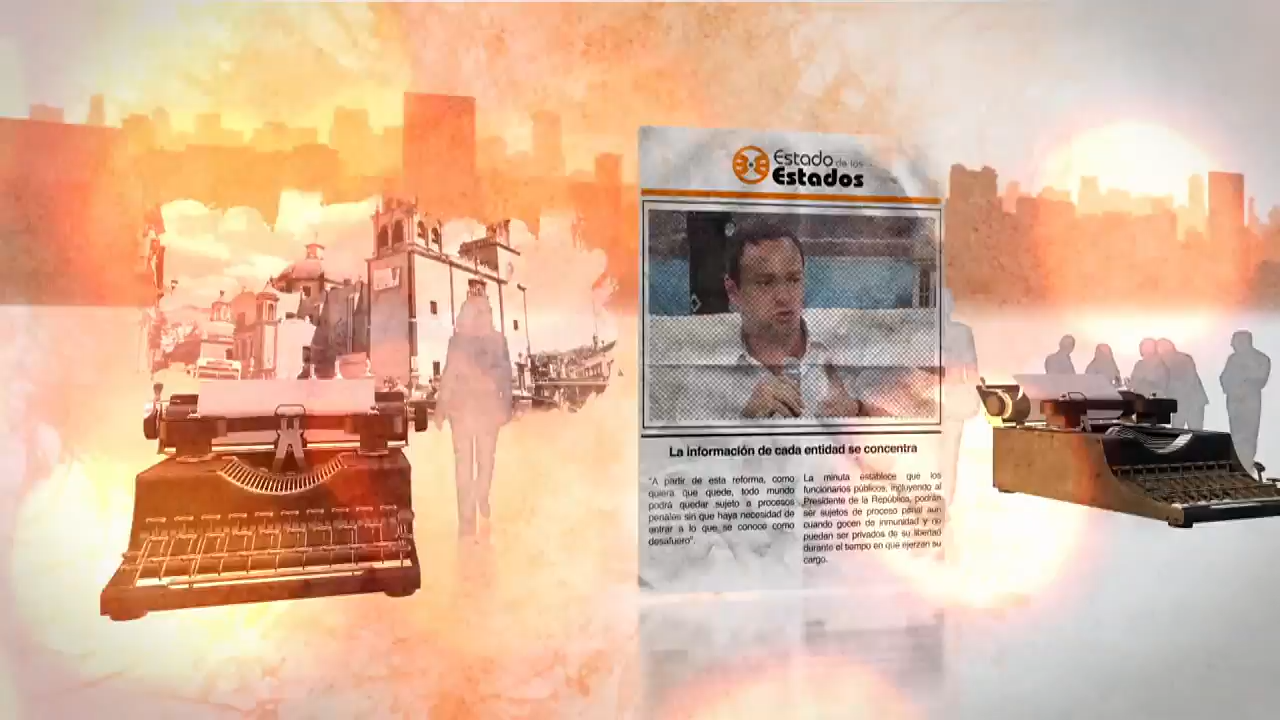 Estado de los
Estados
La información de cada entidad se concentra
"A partir de esta reforma, como
quiera que quede, todo mundo
podrá quedar sujeto a procesos
penales sin que haya necesidad de
entrar a lo que se conoce como
desafuero".
La minuta establece que los
funcionarios públicos, incluyendo al
Presidente de la República, podrán
ser sujetos de proceso penal aun
cuando gocen de inmunidad y no
puedan ser privados de su libertad
durante el tiempo en que ejerzan su
cargo.